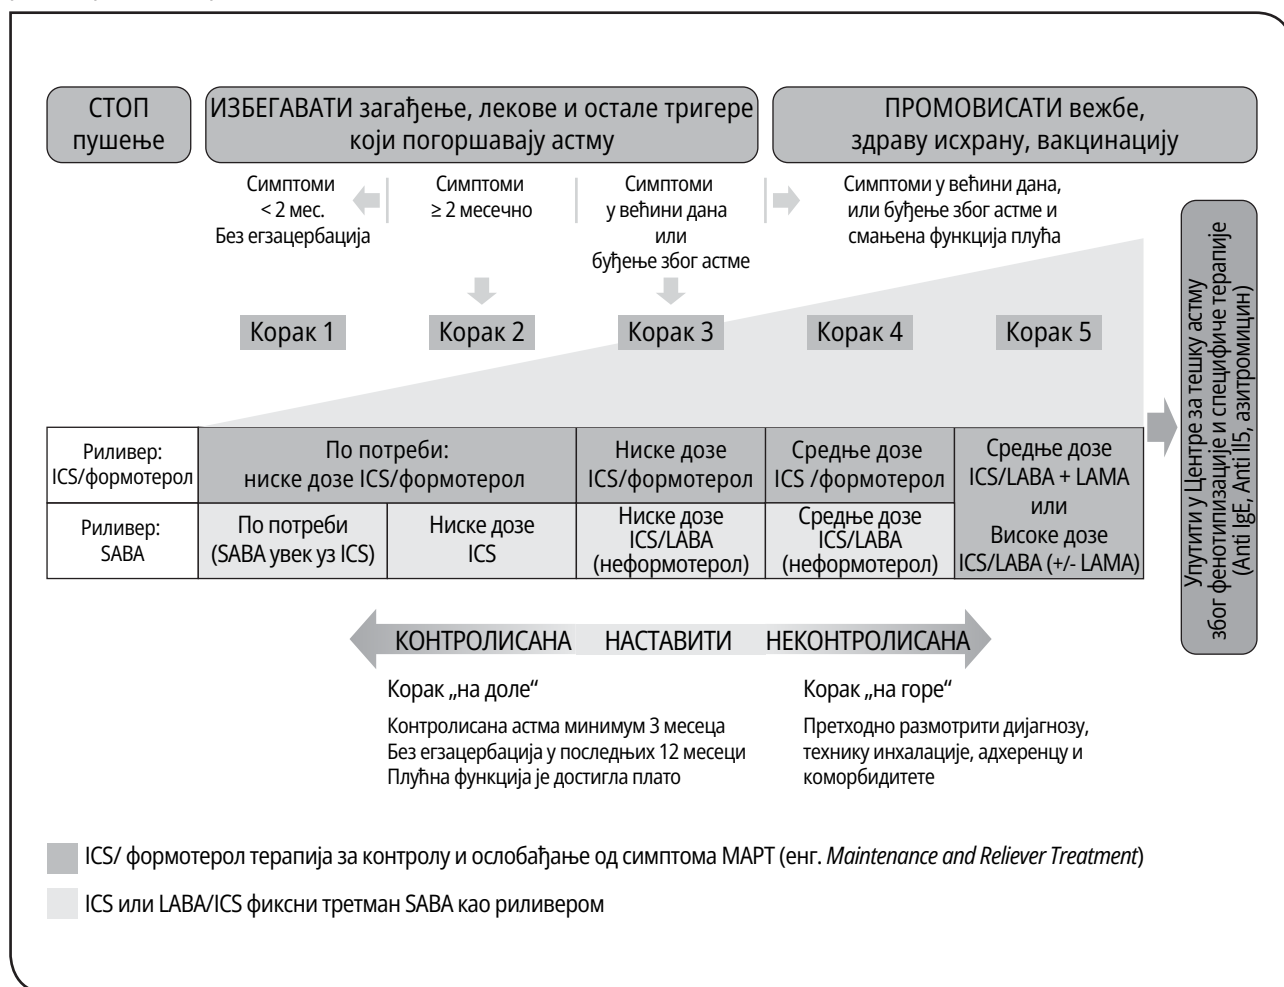 СТОП
пушење
ИЗБЕГАВАТИ загађење, лекове и остале тригере
који погоршавају астму
ПРОМОВИСАТИ вежбе,
здраву исхрану, вакцинацију
Симптоми
< 2 мес.
Без егзацербација
Симптоми
≥ 2 месечно
Симптоми
у већини дана
или
буђење због астме
Симптоми у већини дана,
или буђење због астме и
смањена функција плућа
Корак 1
Корак 2
Корак 3
Корак 4
Корак 5
Упутити у Центре за тешку астму
због фенотипизације и специфиче терапије
(Anti IgE, Anti Il5, азитромицин)
Риливер:
ICS/формотерол
По потреби:
ниске дозе ICS/формотерол
Ниске дозе
ICS/формотерол
Средње дозе
ICS /формотерол
Средње дозе
ICS/LABA + LAMA
или
Високе дозе
ICS/LABA (+/- LAMA)
Риливер:
SABA
По потреби
(SABA увек уз ICS)
Ниске дозе
ICS
Ниске дозе
ICS/LABA
(неформотерол)
Средње дозе
ICS/LABA
(неформотерол)
КОНТРОЛИСАНА
НАСТАВИТИ
НЕКОНТРОЛИСАНА
Корак „на доле“
Контролисана астма минимум 3 месеца
Без егзацербација у последњих 12 месеци
Плућна функција је достигла плато
Корак „на горе“
Претходно размотрити дијагнозу,
технику инхалације, адхеренцу и
коморбидитете
ICS/ формотерол терапија за контролу и ослобађање од симптома МАРТ (енг. Maintenance and Reliever Treatment)
ICS или LABA/ICS фиксни третман SABA као риливером